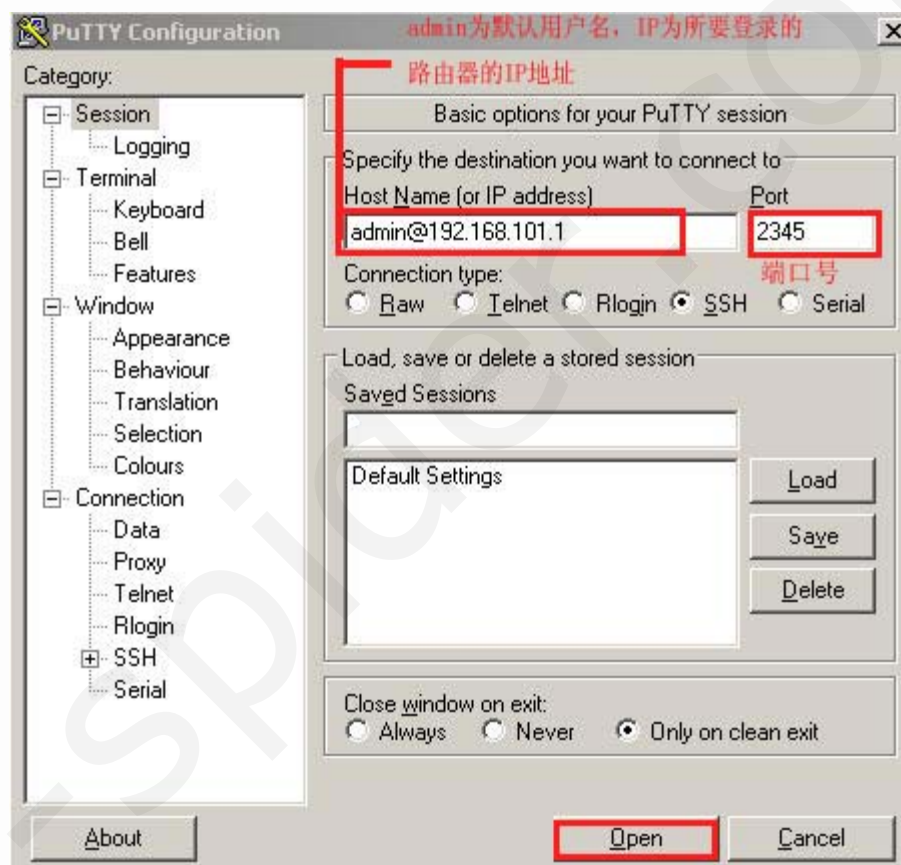 PuTTY Configuration
admin为默认用户名，IP为所要登录的
路由器的IP地址
Category:
Session
Logging
Terminal
Keyboard
Bell
Features
Window
Appearance
Behaviour
Translation
Selection
Colours
Connection
Data
Proxy
Telnet
Rlogin
SSH
Serial
Basic options for your PuTTY session
Specify the destination you want to connect to
Host Name (or IP address) Port
admin@192.168.101.1 2345
端口号
Connection type:
Raw Telnet Rlogin SSH Serial
Load, save or delete a stored session
Saved Sessions
Default Settings
Load
Save
Delete
Close window on exit:
Always Never Only on clean exit
About Open Cancel